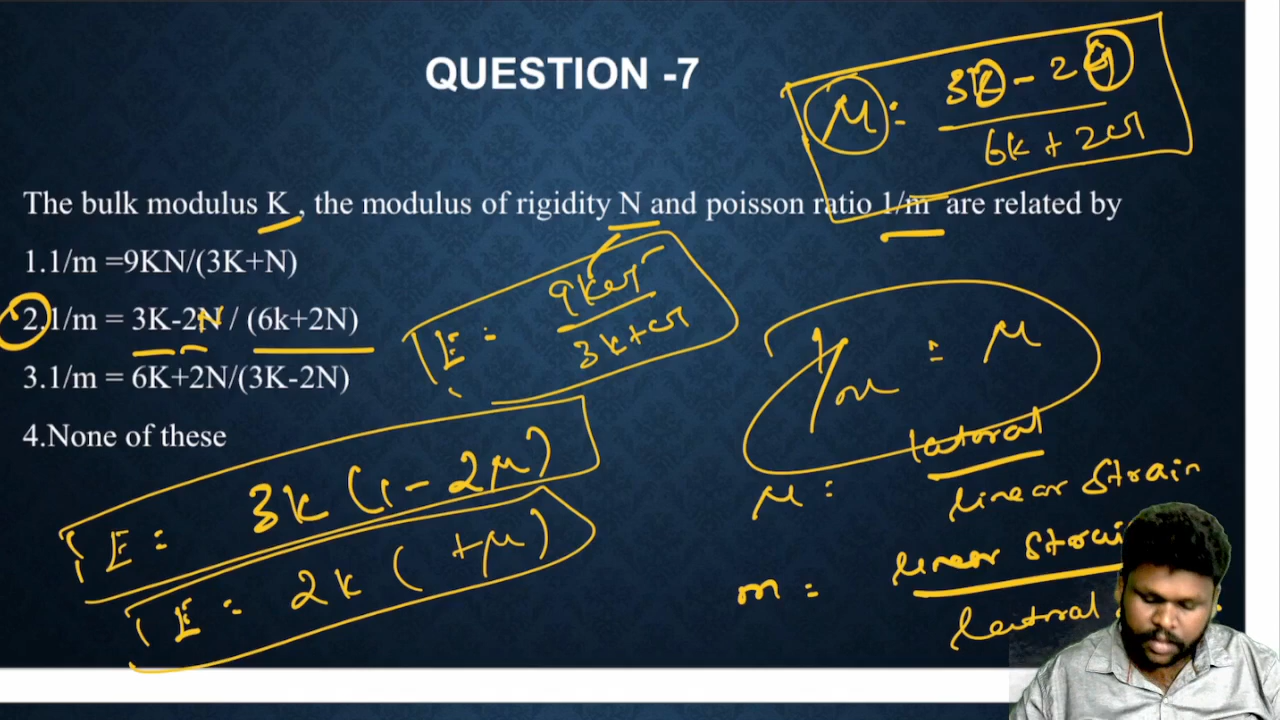 QUESTION -7
μ = 3K - 2G
6K + 2G
The bulk modulus K , the modulus of rigidity N and poisson ratio 1/m are related by
1.1/m =9KN/(3K+N)
2.1/m = 3K-2N / (6k+2N)
3.1/m = 6K+2N/(3K-2N)
4.None of these
E = 9KG
3K+G
1/m = μ
E = 3K (1 - 2μ)
E = 2K ( +μ)
μ = lateral
linear strain
m = linear